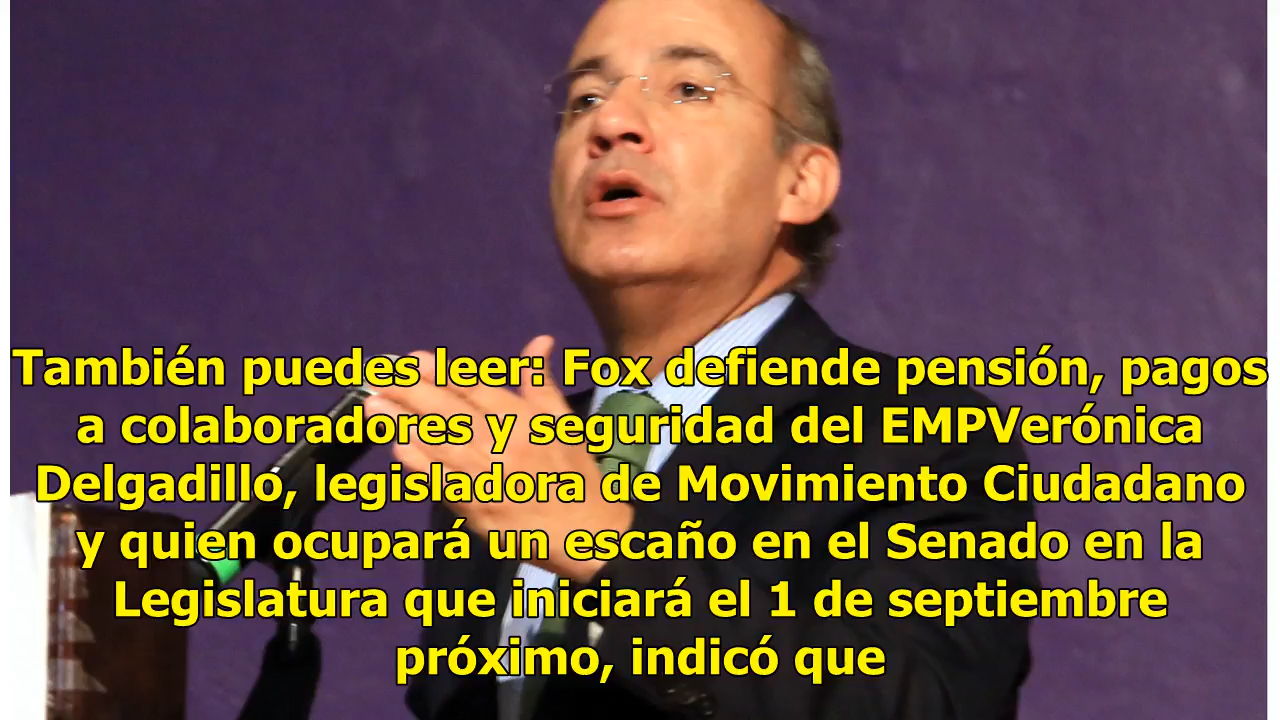 También puedes leer: Fox defiende pensión, pagos
a colaboradores y seguridad del EMPVerónica
Delgadillo, legisladora de Movimiento Ciudadano
y quien ocupará un escaño en el Senado en la
Legislatura que iniciará el 1 de septiembre
próximo, indicó que